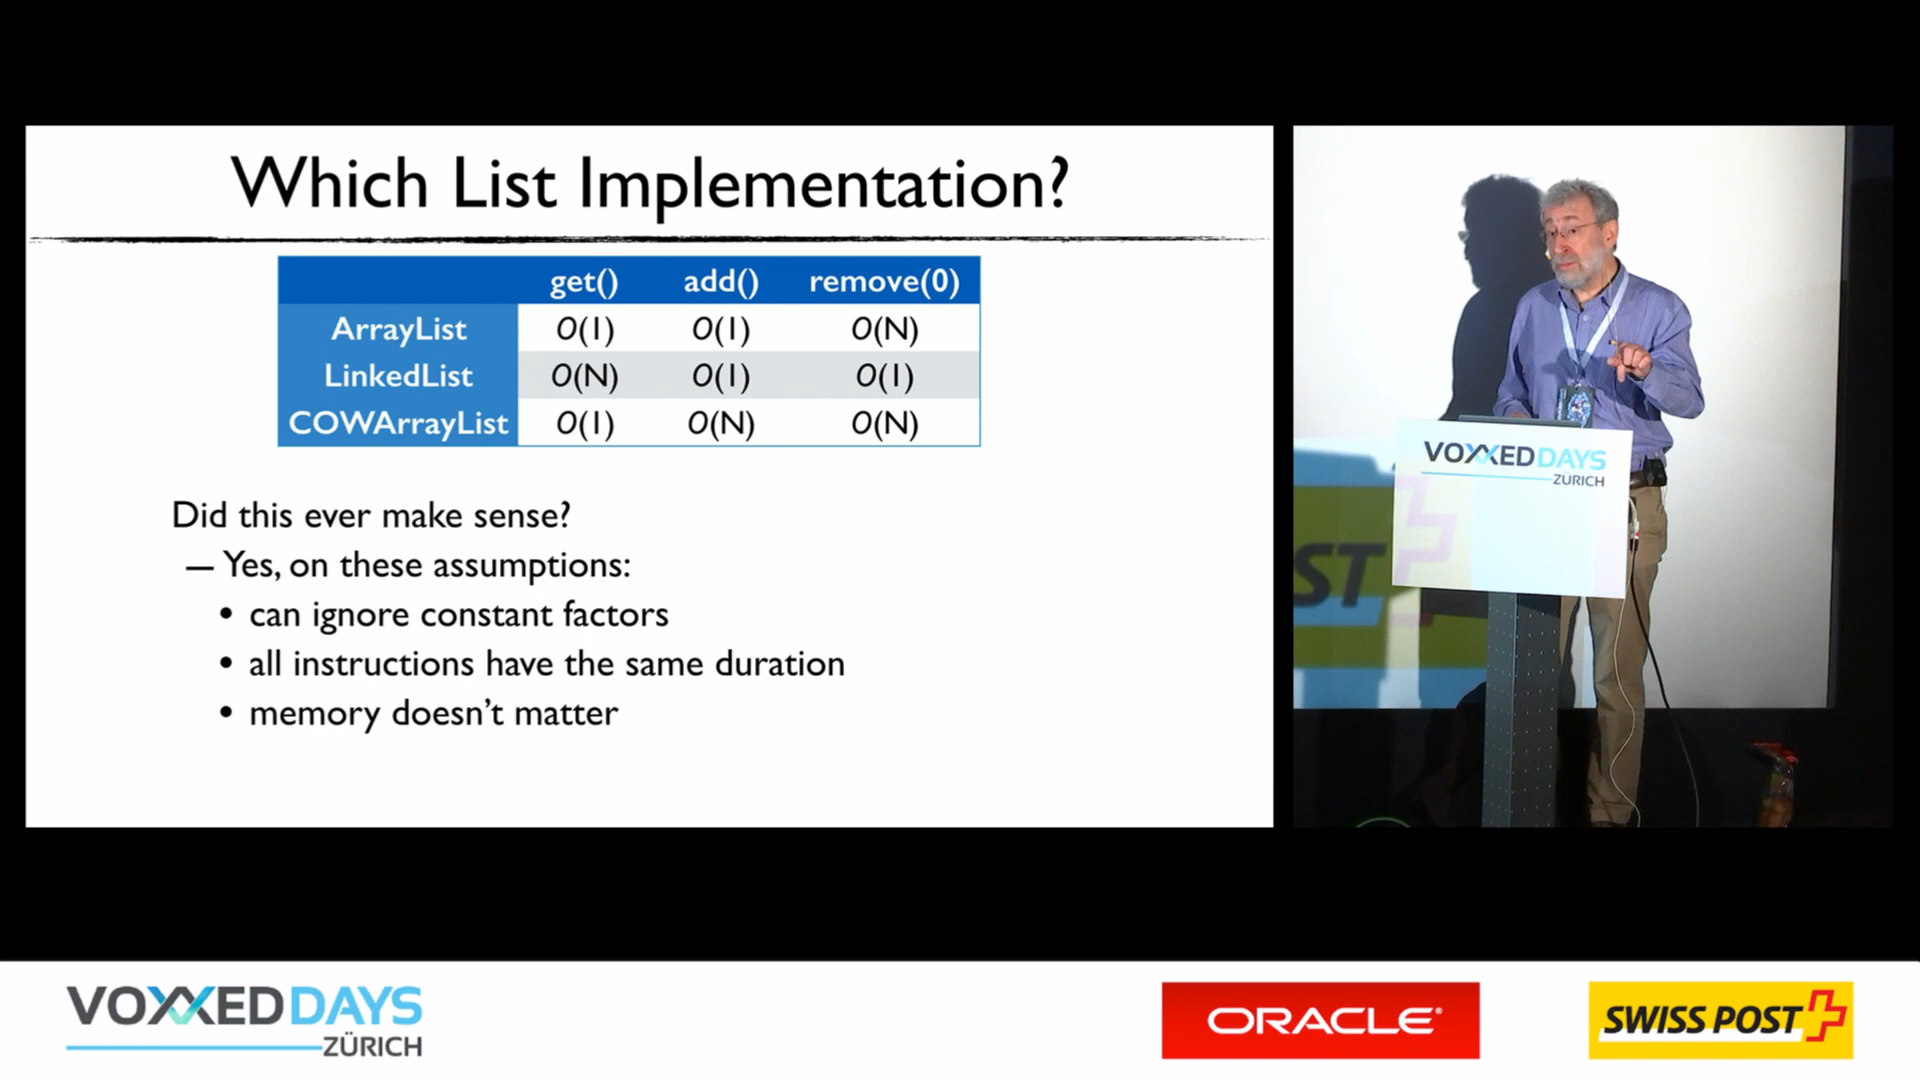 Which List Implementation?
get() add() remove(0)
ArrayList O(1) O(1) O(N)
LinkedList O(N) O(1) O(1)
COWArrayList O(1) O(N) O(N)
Did this ever make sense?
— Yes, on these assumptions:
• can ignore constant factors
• all instructions have the same duration
• memory doesn't matter
VOXXED DAYS
ZÜRICH
ST
VOXXED DAYS
ZÜRICH
ORACLE®
SWISS POST